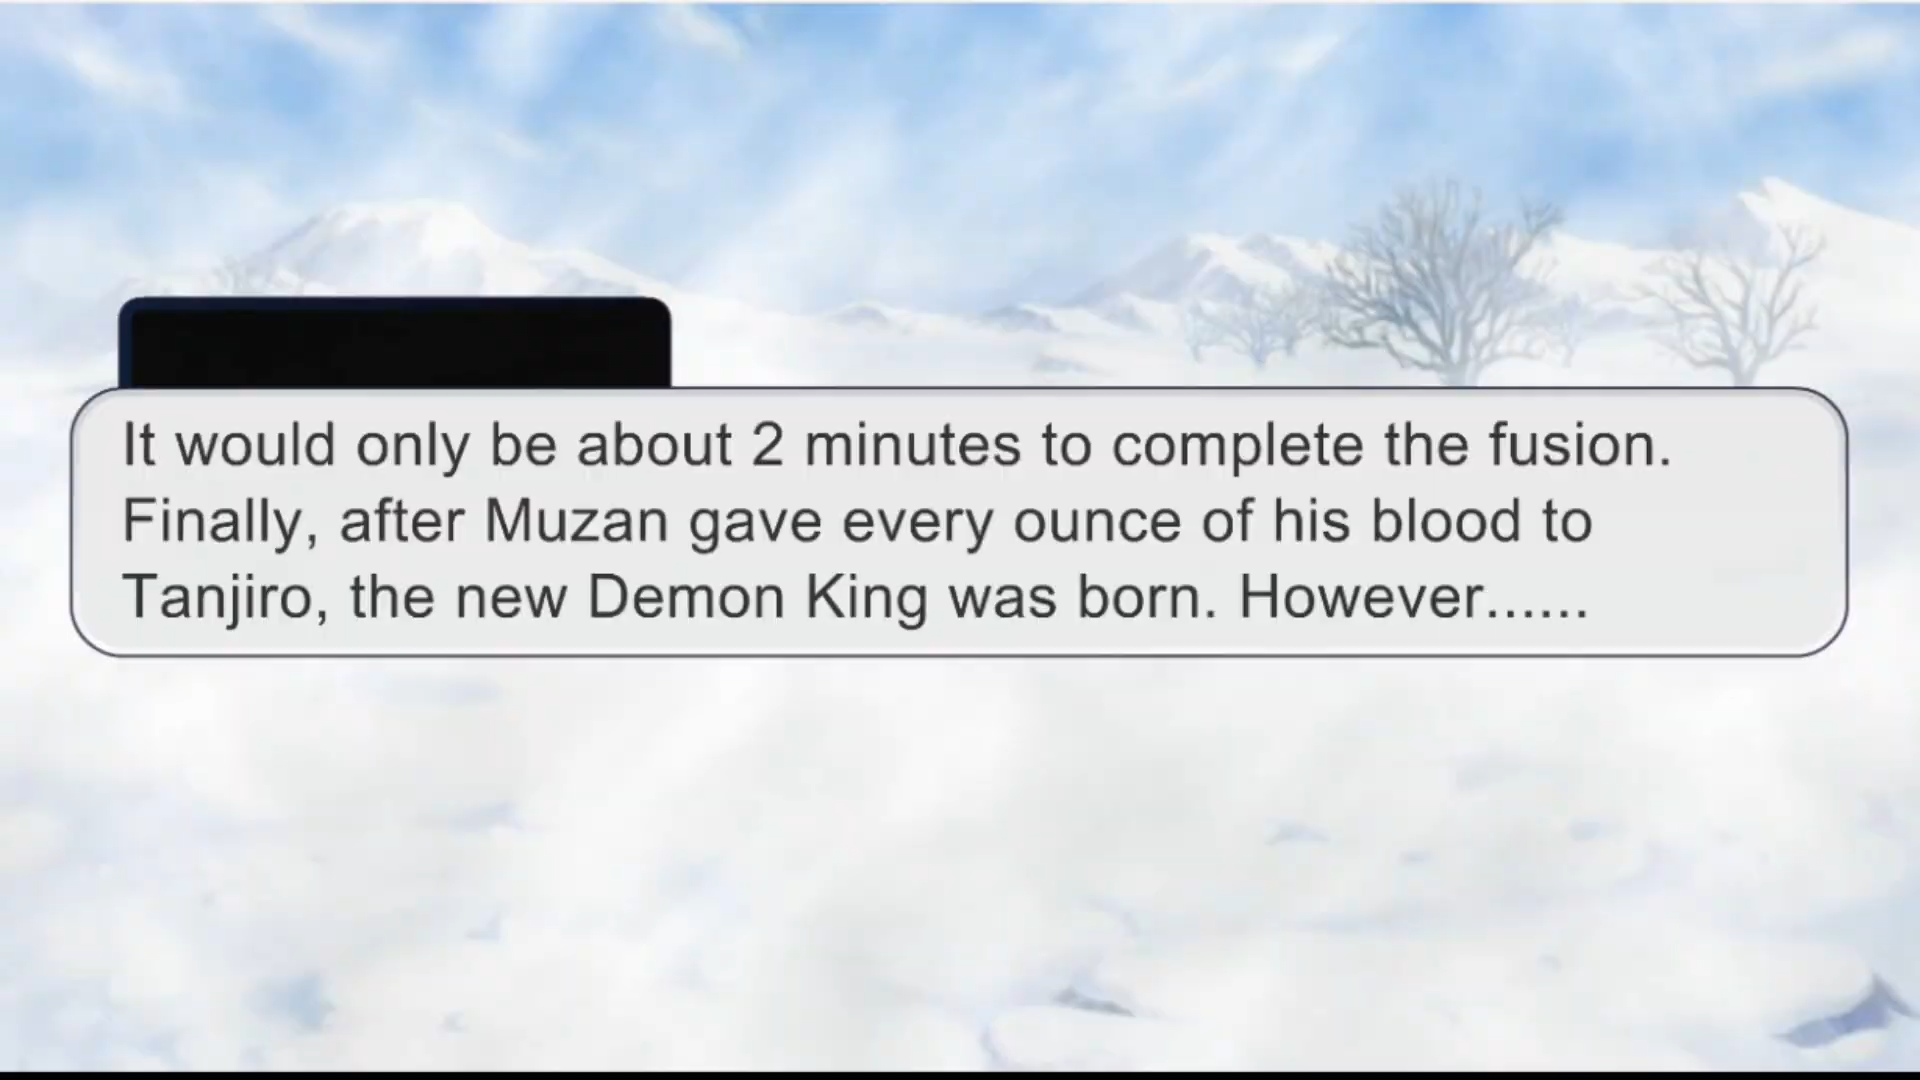 It would only be about 2 minutes to complete the fusion.
Finally, after Muzan gave every ounce of his blood to
Tanjiro, the new Demon King was born. However......